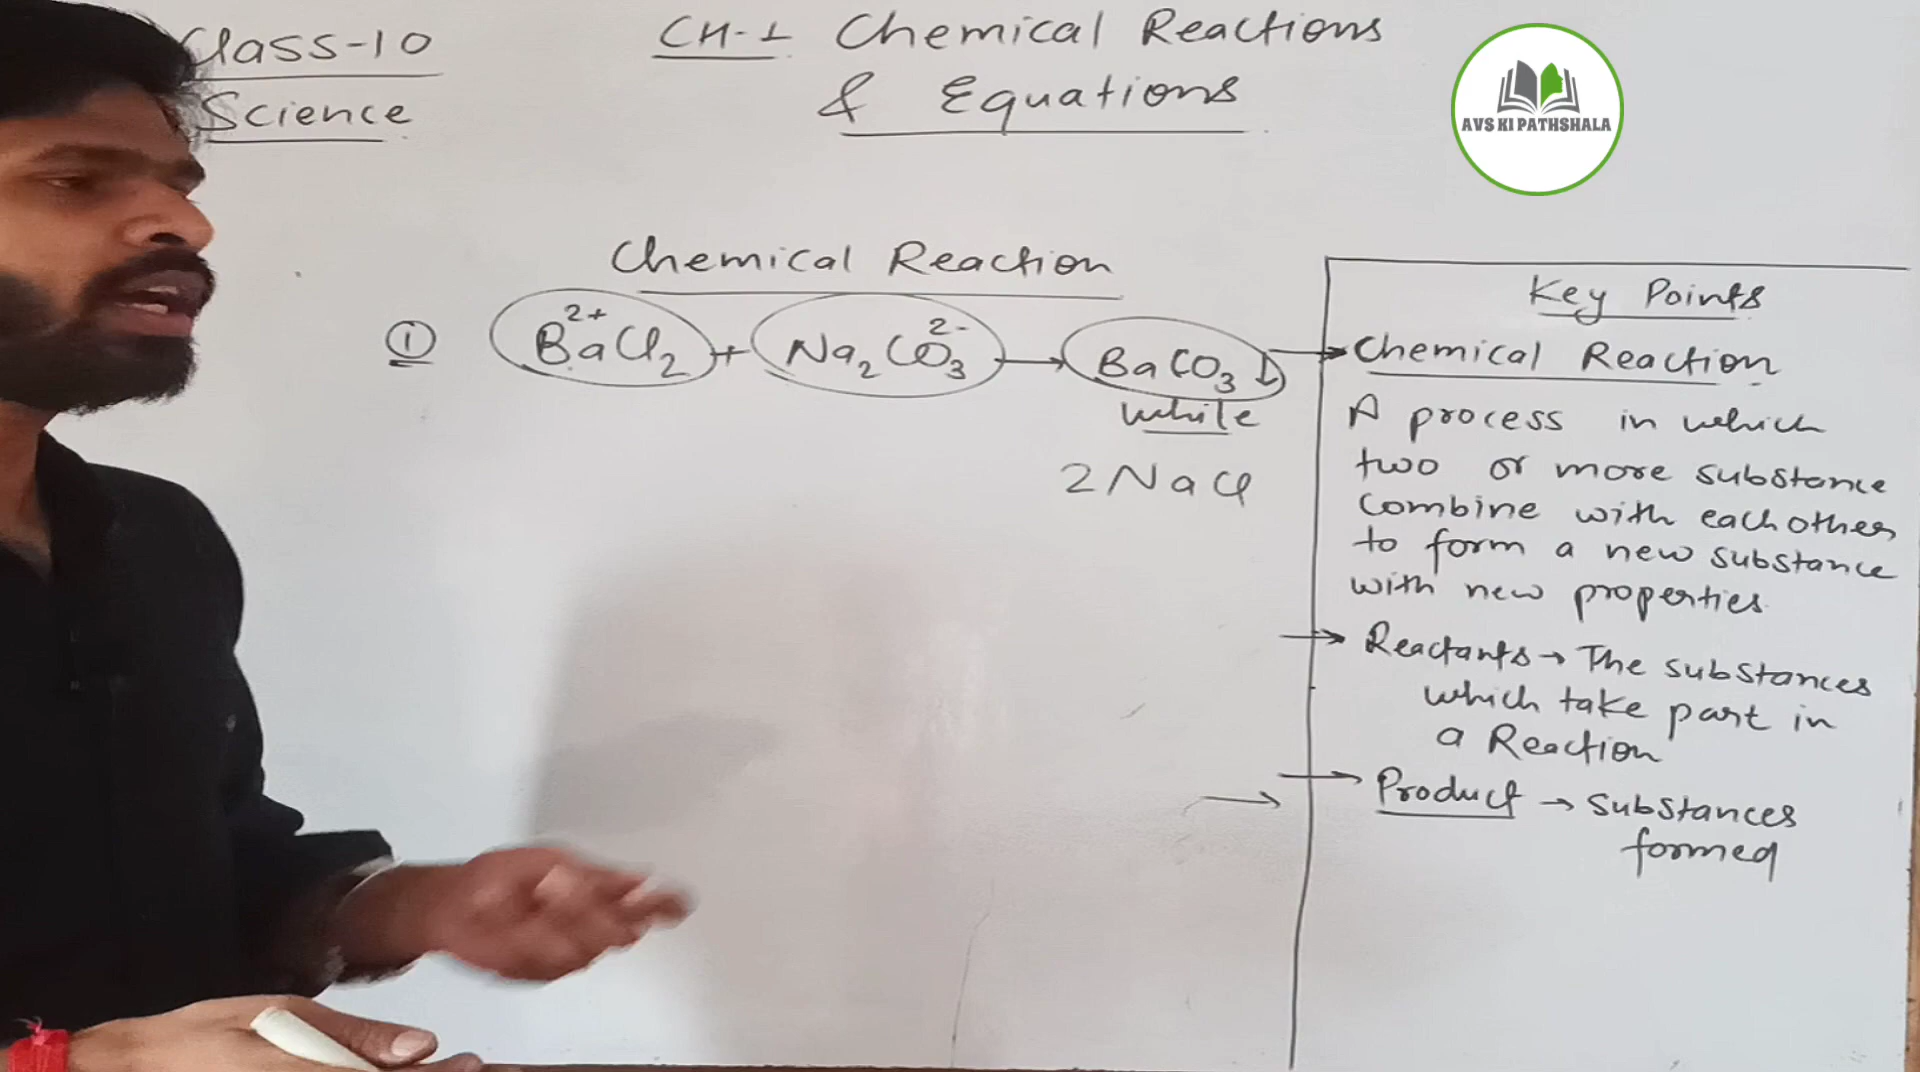 Class-10
Science
CH-1 Chemical Reactions
& Equations
AVS KI PATHSHALA
Chemical Reaction
① Ba²⁺Cl₂ + Na₂CO₃²⁻ → BaCO₃↓
white
2NaCl
Key Points
→ Chemical Reaction
A process in which
two or more substance
combine with each other
to form a new substance
with new properties.
→ Reactants → The substances
which take part in
a Reaction
→ Product → Substances
formed